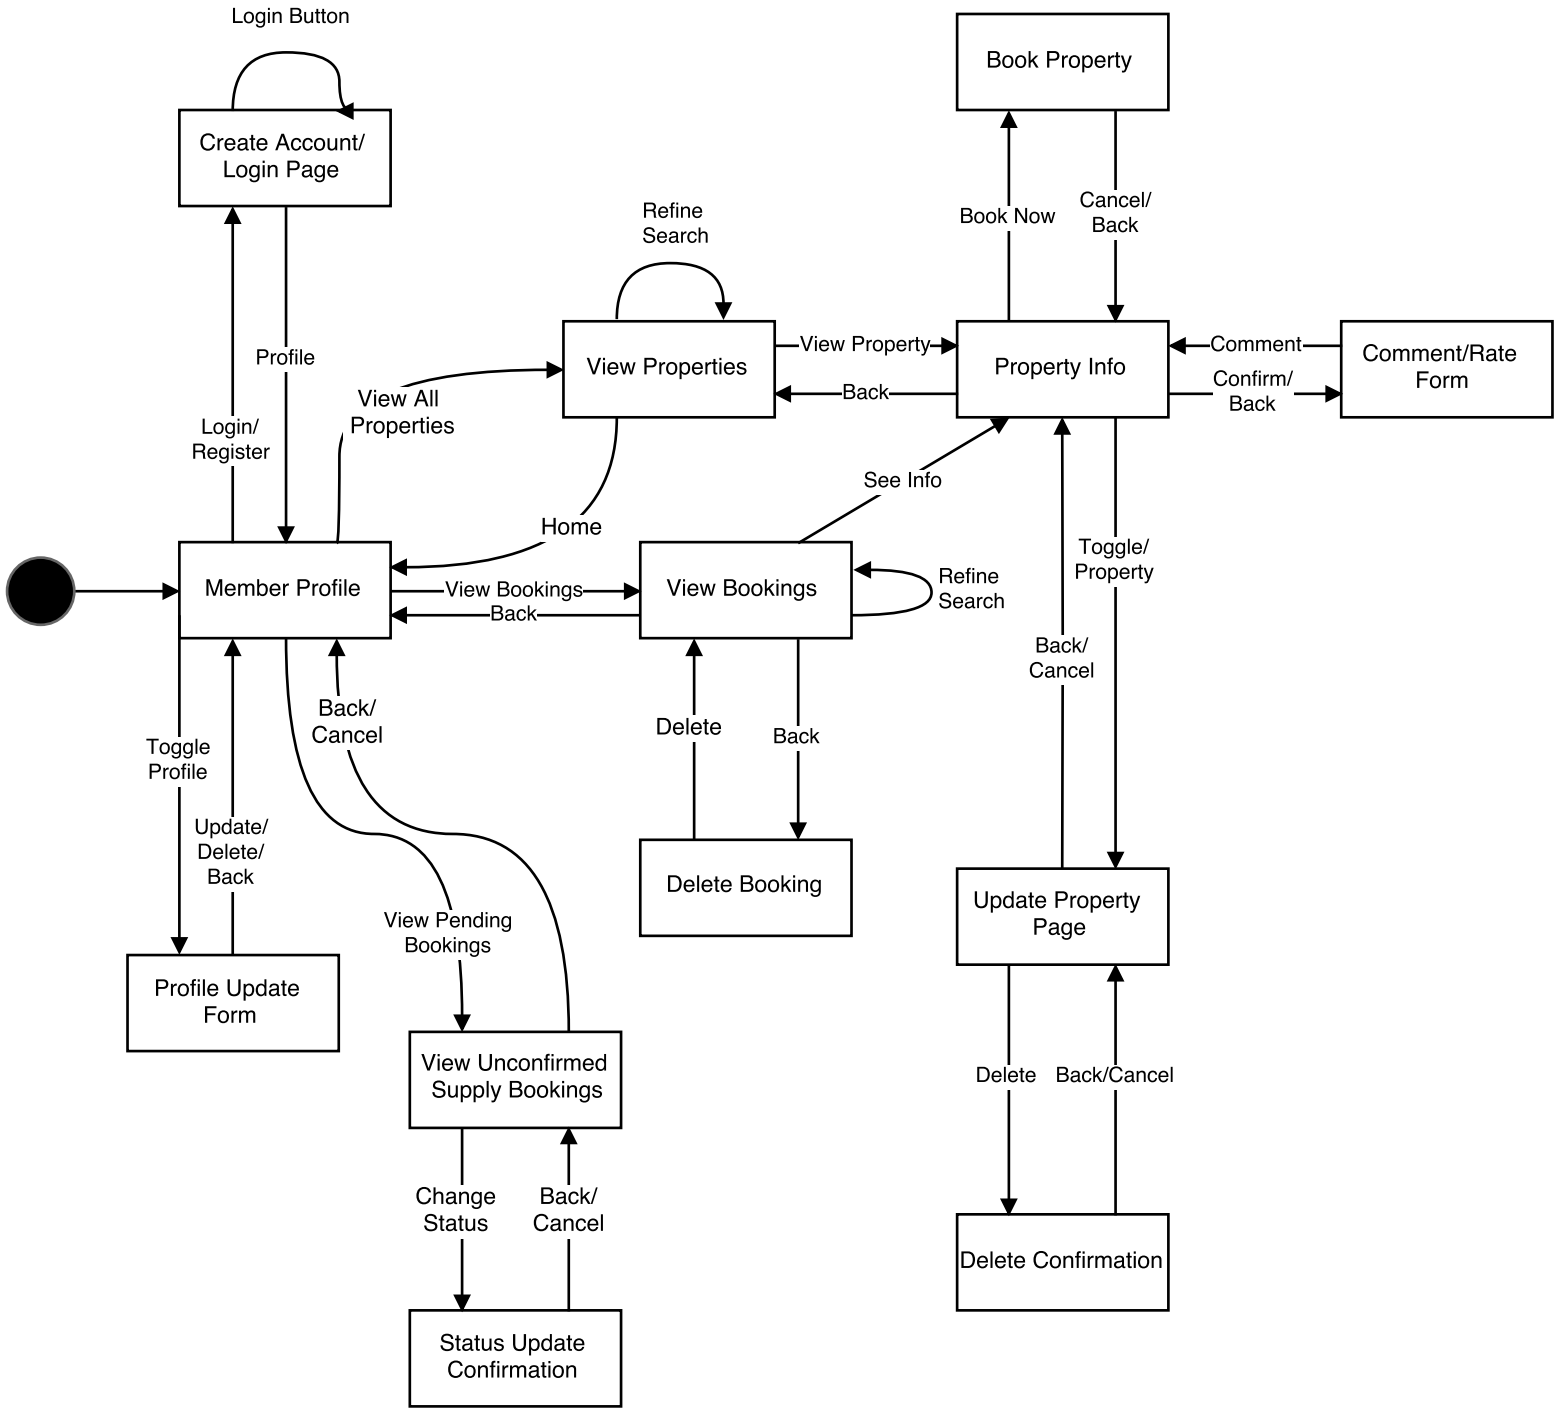 Login Button
Create Account/
Login Page
Book Property
Refine
Search
Book Now
Cancel/
Back
Profile
View All
Properties
Login/
Register
View Properties
View Property
Back
Property Info
Comment
Confirm/
Back
Comment/Rate
Form
See Info
Home
Member Profile
View Bookings
Back
View Bookings
Refine
Search
Toggle/
Property
Back/
Cancel
Toggle
Profile
Update/
Delete/
Back
Back/
Cancel
Delete
Back
Delete Booking
View Pending
Bookings
Update Property
Page
Profile Update
Form
View Unconfirmed
Supply Bookings
Delete
Back/Cancel
Change
Status
Back/
Cancel
Delete Confirmation
Status Update
Confirmation